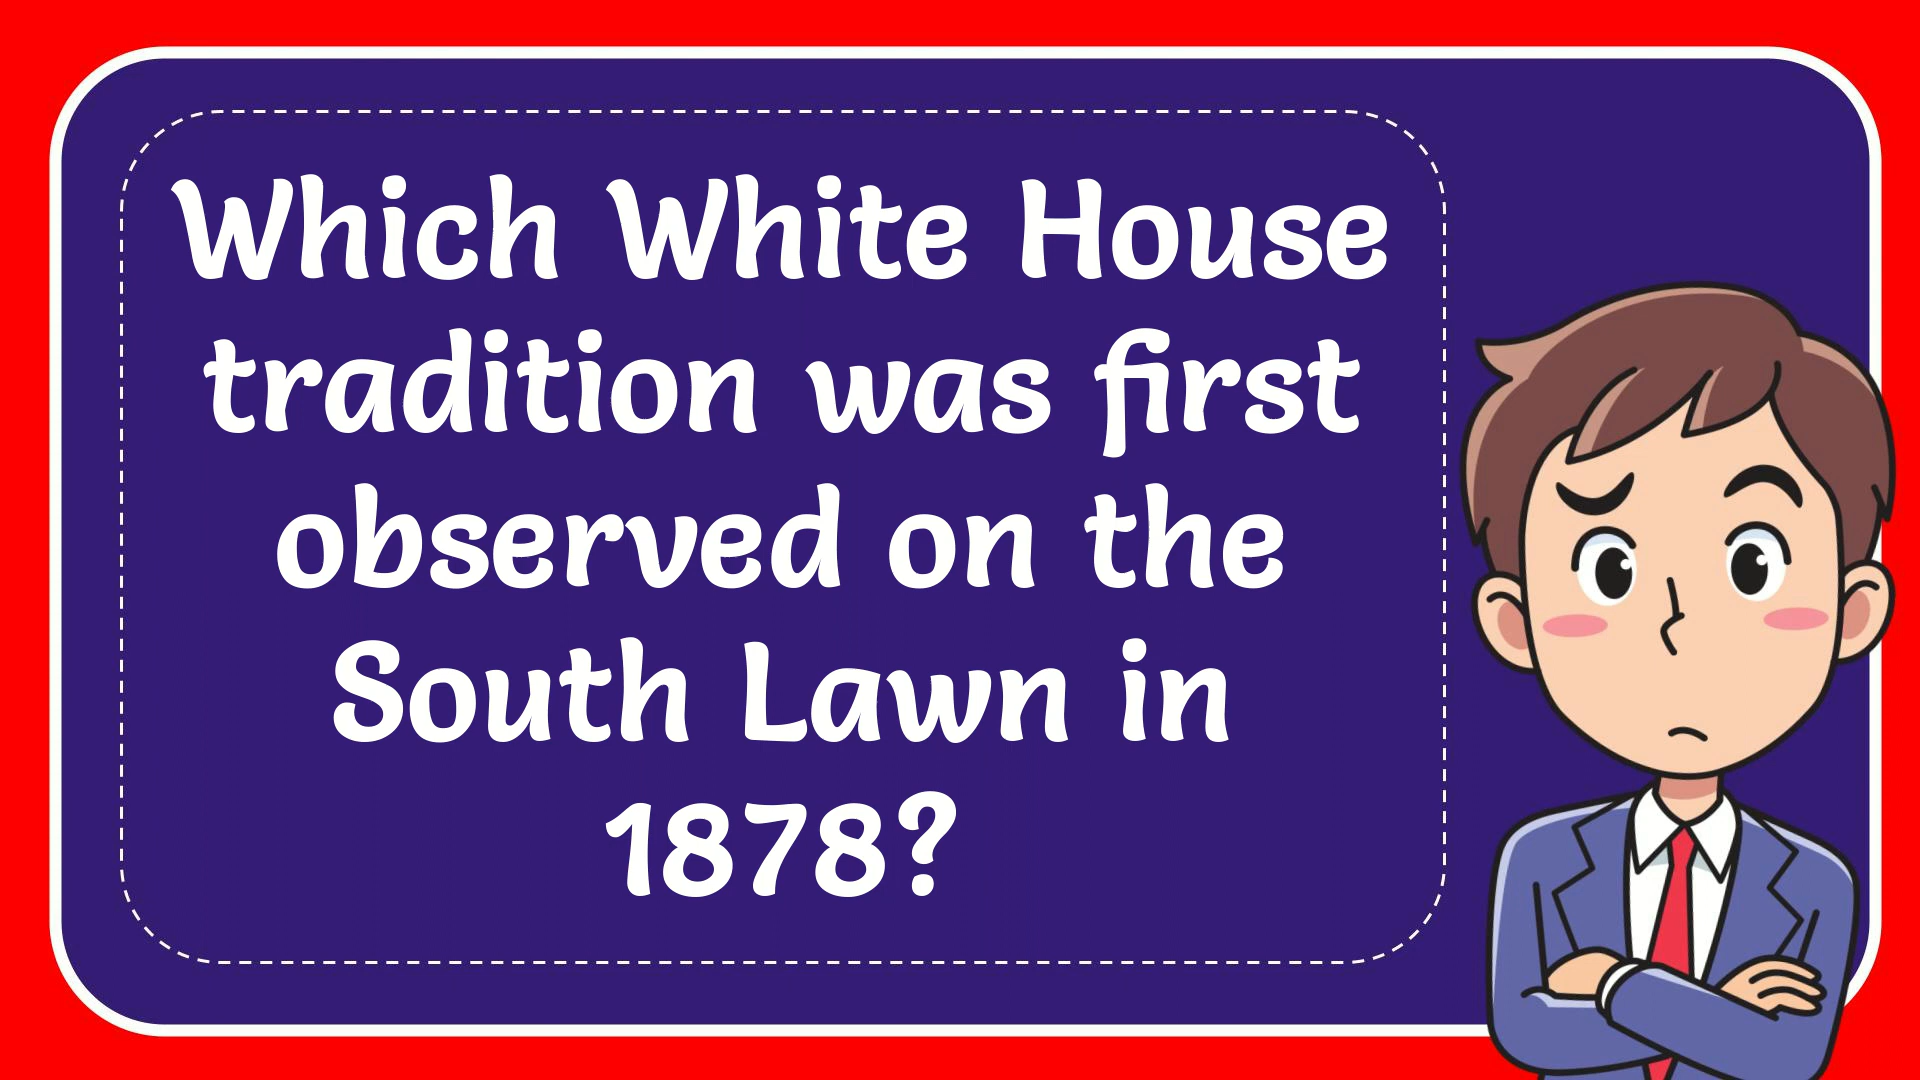 Which White House
tradition was first
observed on the
South Lawn in
1878?